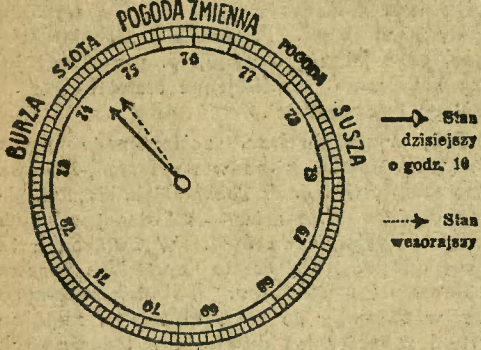 BURZA
SŁOTA
POGODA ZMIENNA
POGODA
SUSZA
74
75
76
77
78
69
70
71
72
73
Stan
dzisiejszy
o godz. 10
Stan
wczorajszy